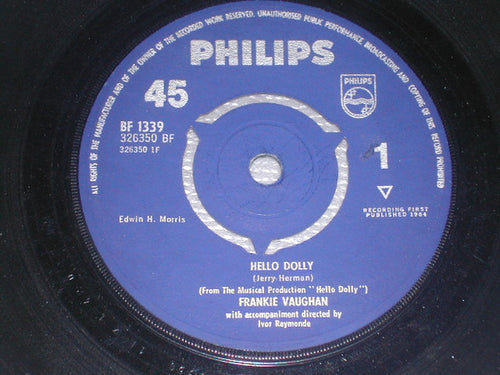 ALL RIGHTS OF THE MANUFACTURER AND OF THE OWNER OF THE RECORDED WORK RESERVED. UNAUTHORISED PUBLIC PERFORMANCE BROADCASTING AND COPYING OF THIS RECORD PROHIBITED
PHILIPS
45
PHILIPS
BF 1339
326350 BF
326350 IF
1
RECORDING FIRST
PUBLISHED 1964
Edwin H. Morris
HELLO DOLLY
(Jerry-Herman)
(From The Musical Production "Hello Dolly")
FRANKIE VAUGHAN
with accompaniment directed by
Ivor Raymonde